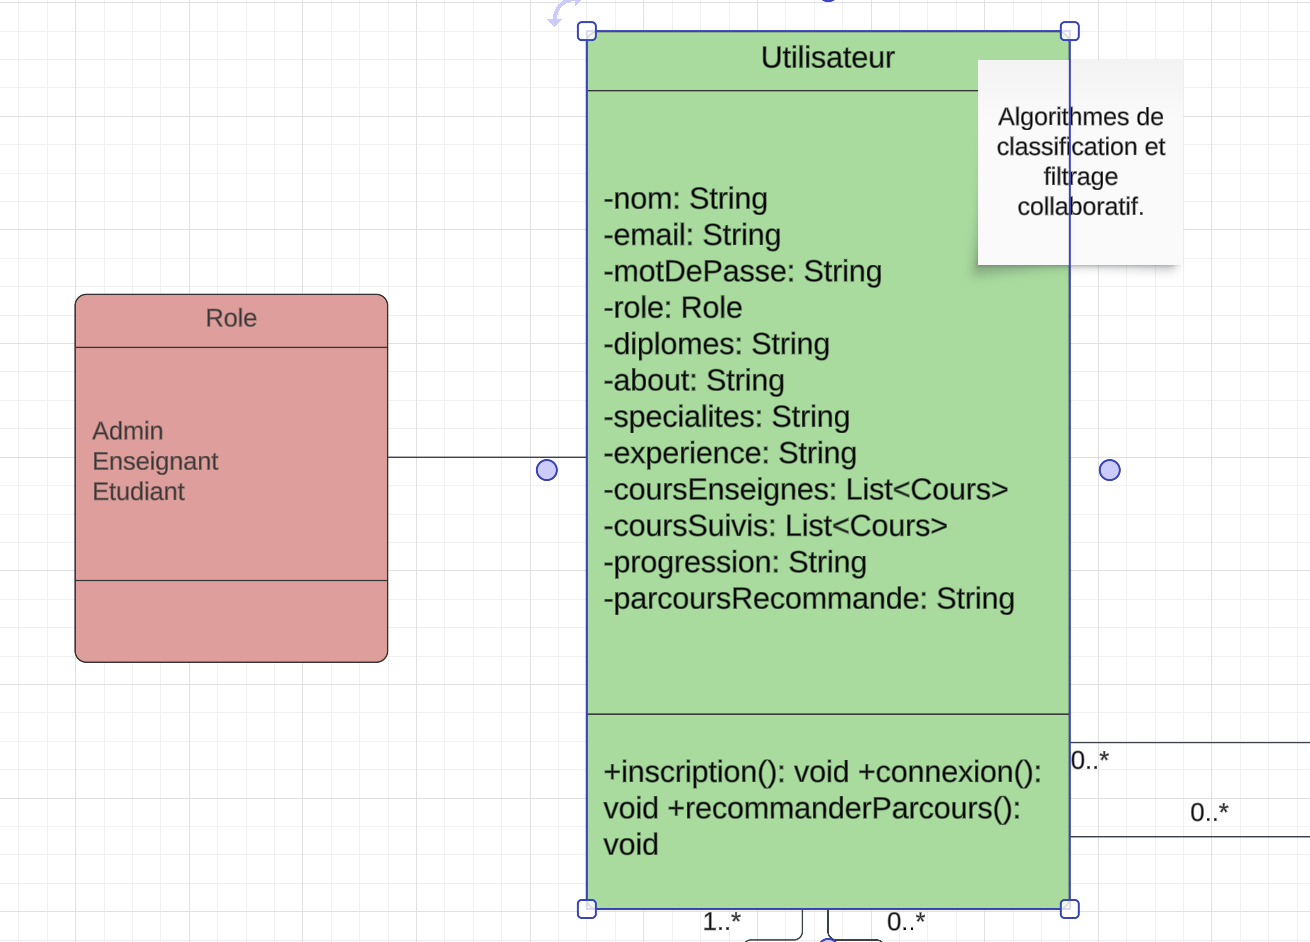 Utilisateur
Algorithmes de
classification et
filtrage
collaboratif.
-nom: String
-email: String
-motDePasse: String
-role: Role
-diplomes: String
-about: String
-specialites: String
-experience: String
-coursEnseignes: List<Cours>
-coursSuivis: List<Cours>
-progression: String
-parcoursRecommande: String
Role
Admin
Enseignant
Etudiant
+inscription(): void +connexion():
void +recommanderParcours():
void
0..*
0..*
1..*
0..*